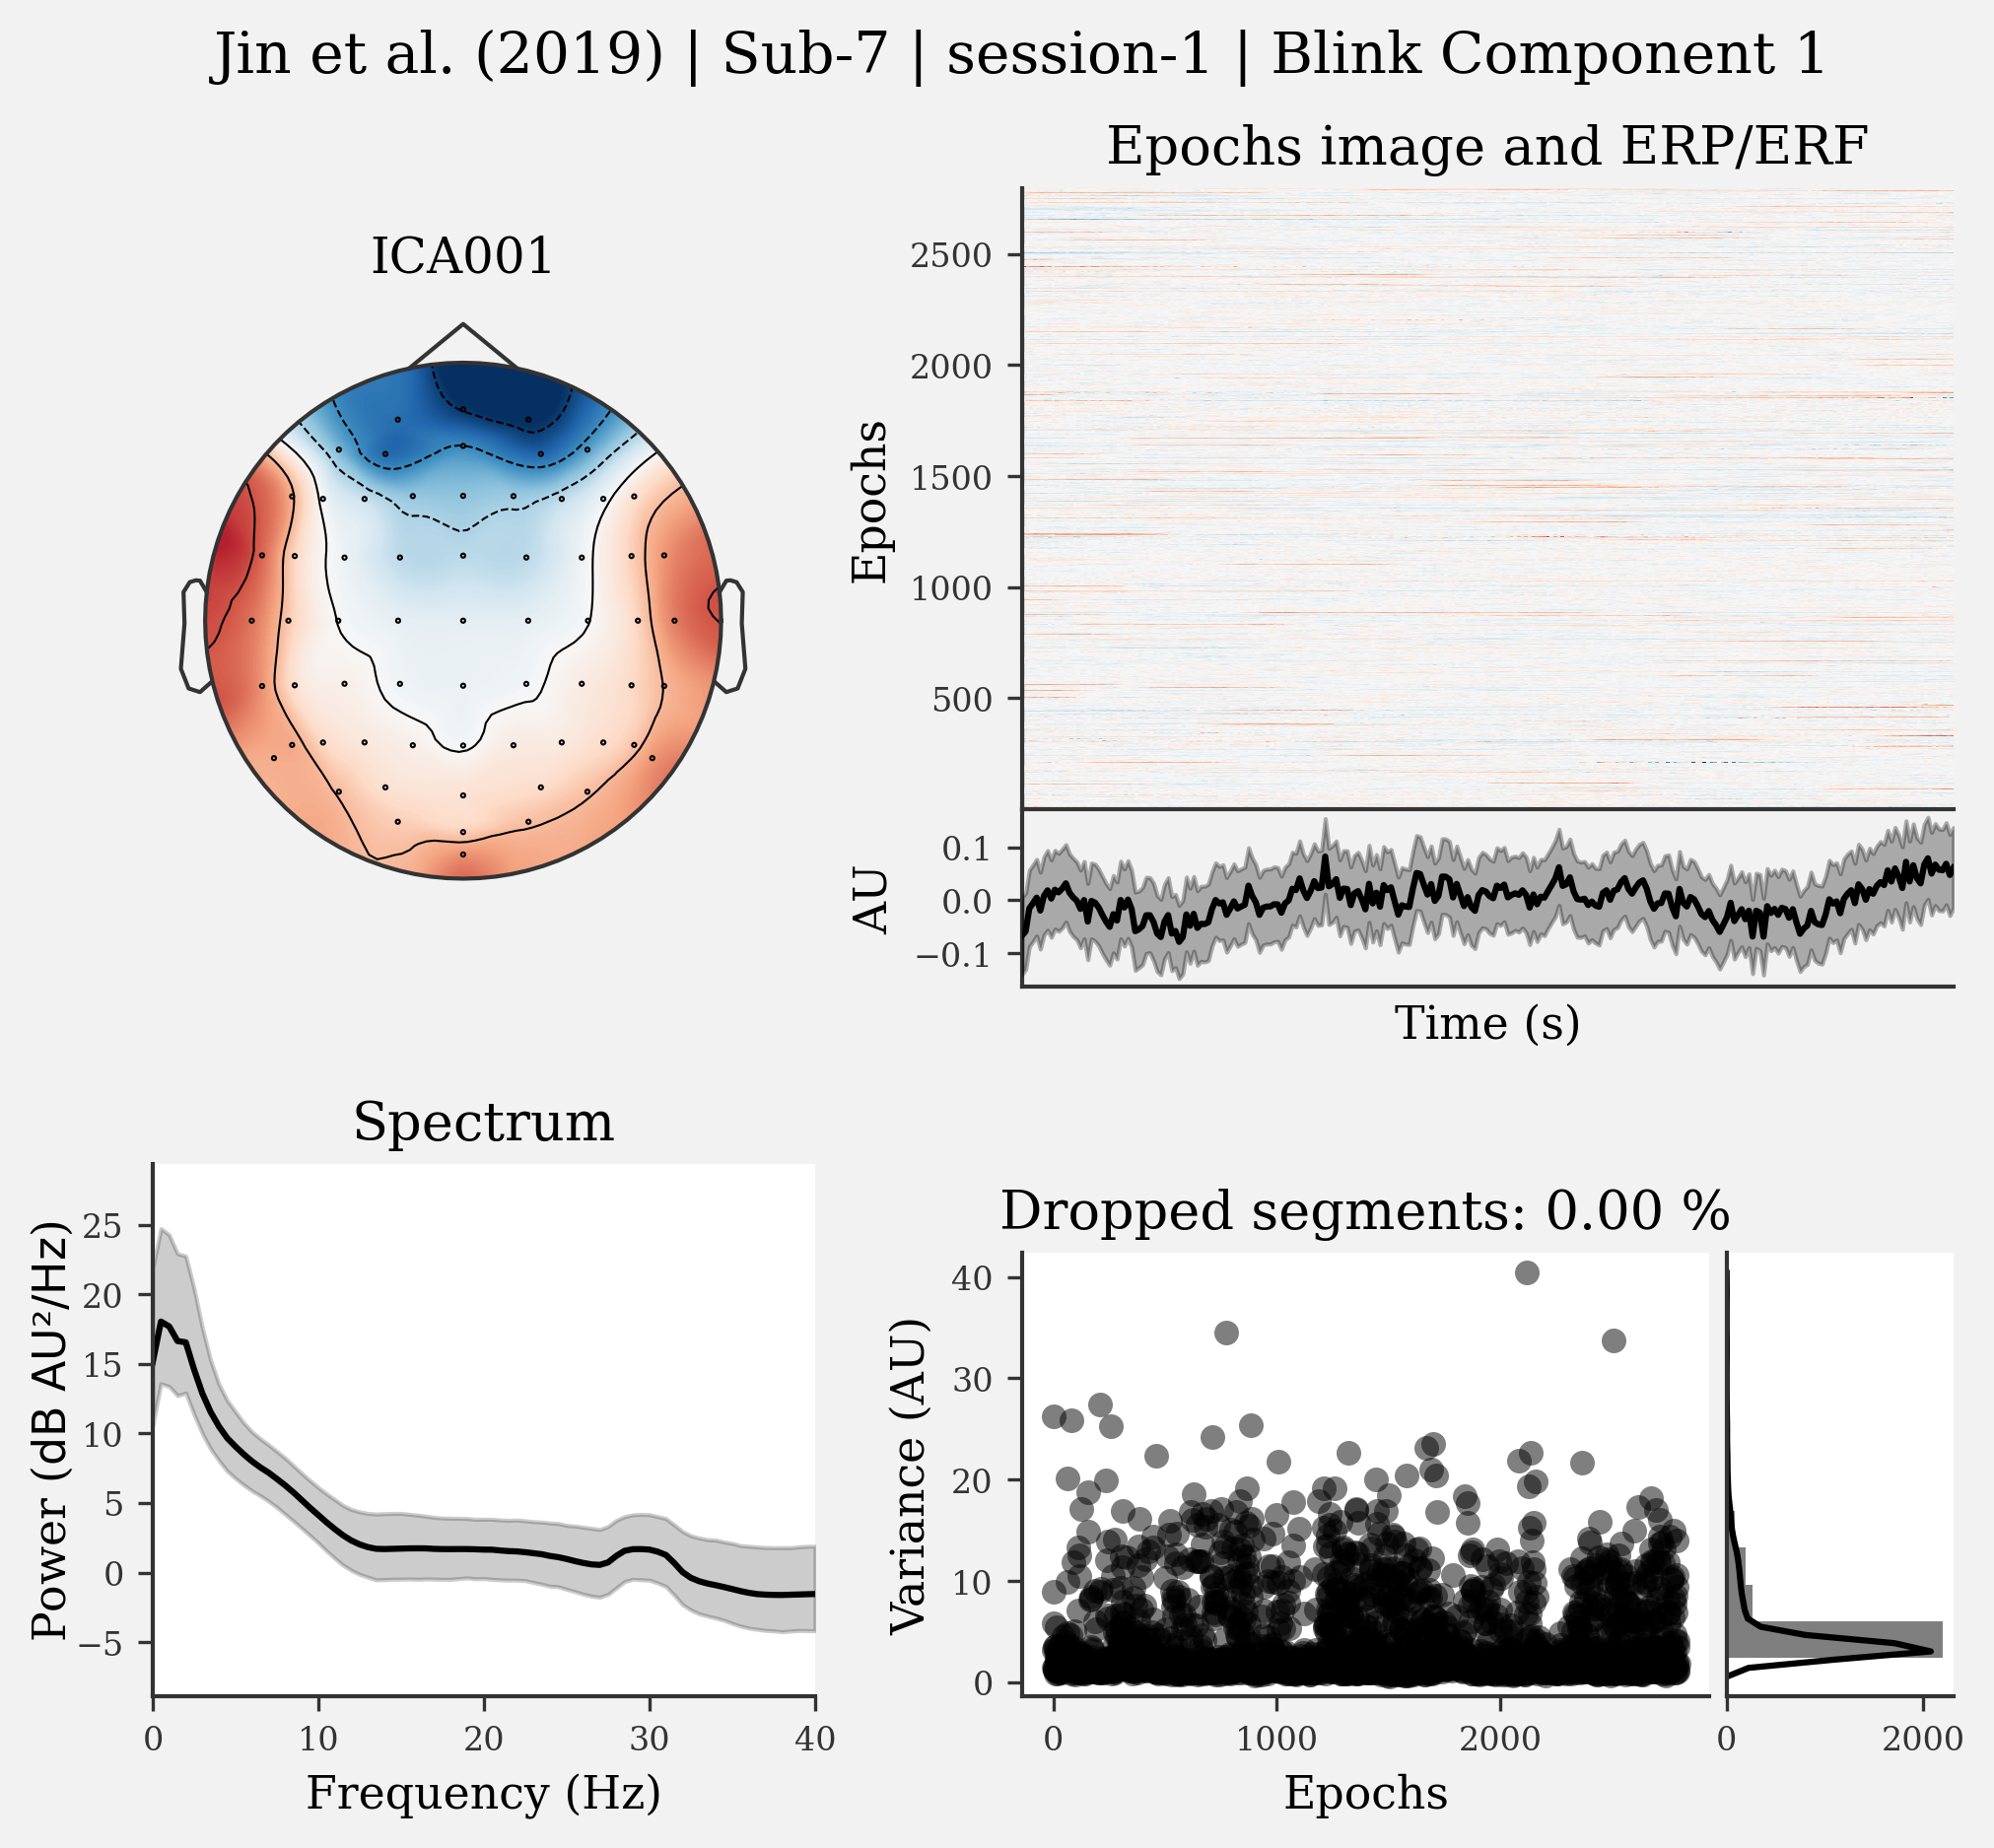 Jin et al. (2019) | Sub-7 | session-1 | Blink Component 1
ICA001
Epochs image and ERP/ERF
Epochs
2500
2000
1500
1000
500
AU
0.1
0.0
−0.1
Time (s)
Spectrum
Power (dB AU²/Hz)
25
20
15
10
5
0
−5
0 10 20 30 40
Frequency (Hz)
Dropped segments: 0.00 %
Variance (AU)
40
30
20
10
0
0 1000 2000
Epochs
0 2000